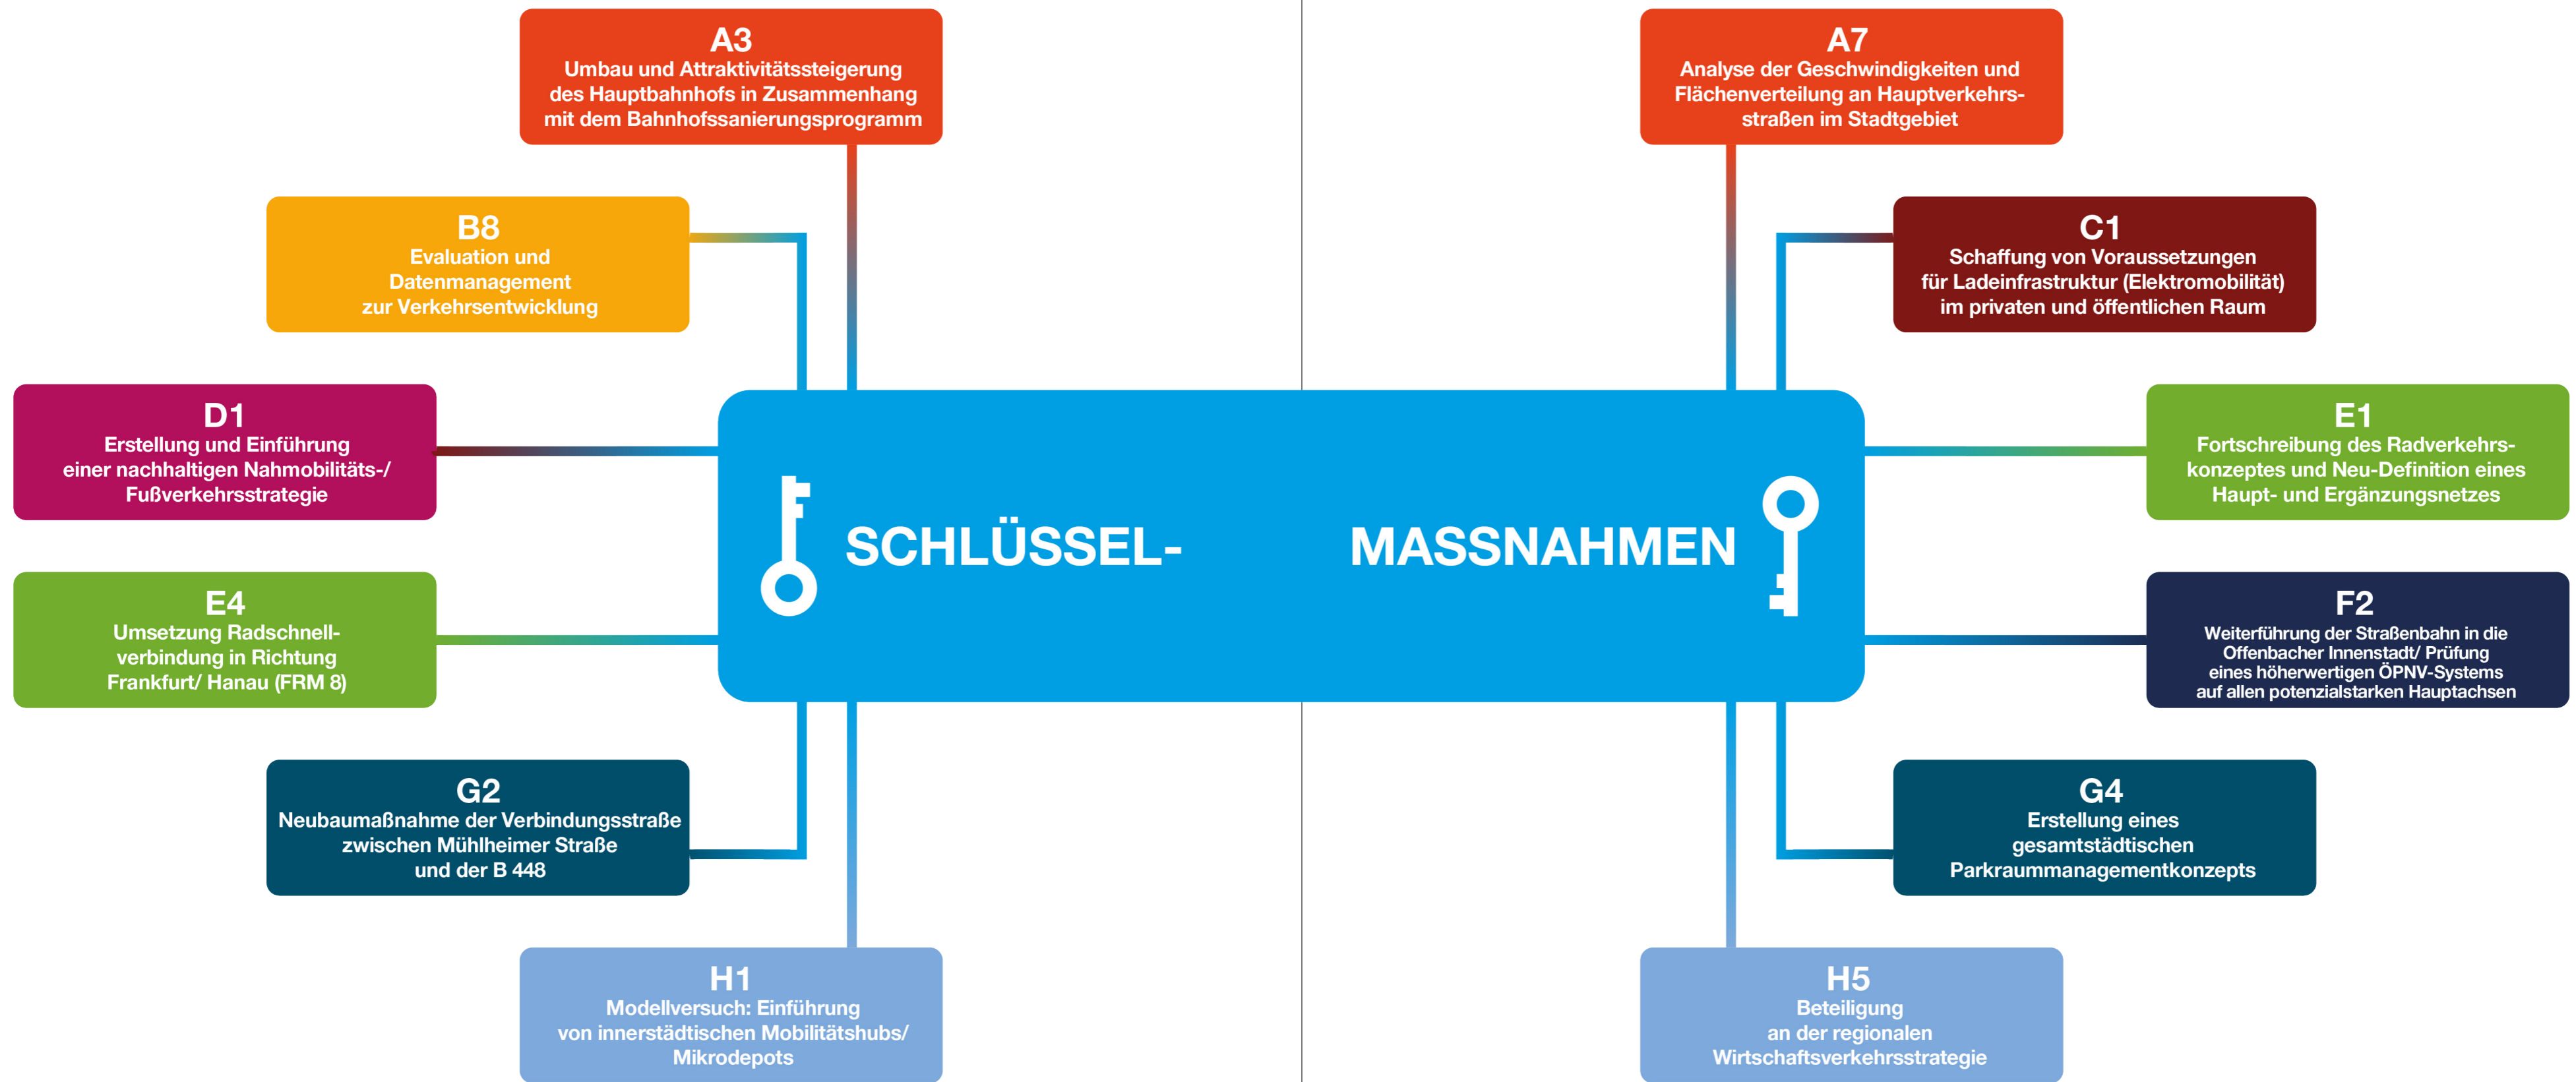 A3
Umbau und Attraktivitätssteigerung
des Hauptbahnhofs in Zusammenhang
mit dem Bahnhofssanierungsprogramm
A7
Analyse der Geschwindigkeiten und
Flächenverteilung an Hauptverkehrs-
straßen im Stadtgebiet
B8
Evaluation und
Datenmanagement
zur Verkehrsentwicklung
C1
Schaffung von Voraussetzungen
für Ladeinfrastruktur (Elektromobilität)
im privaten und öffentlichen Raum
D1
Erstellung und Einführung
einer nachhaltigen Nahmobilitäts-/
Fußverkehrsstrategie
E1
Fortschreibung des Radverkehrs-
konzeptes und Neu-Definition eines
Haupt- und Ergänzungsnetzes
SCHLÜSSEL- MASSNAHMEN
E4
Umsetzung Radschnell-
verbindung in Richtung
Frankfurt/ Hanau (FRM 8)
F2
Weiterführung der Straßenbahn in die
Offenbacher Innenstadt/ Prüfung
eines höherwertigen ÖPNV-Systems
auf allen potenzialstarken Hauptachsen
G2
Neubaumaßnahme der Verbindungsstraße
zwischen Mühlheimer Straße
und der B 448
G4
Erstellung eines
gesamtstädtischen
Parkraummanagementkonzepts
H1
Modellversuch: Einführung
von innerstädtischen Mobilitätshubs/
Mikrodepots
H5
Beteiligung
an der regionalen
Wirtschaftsverkehrsstrategie